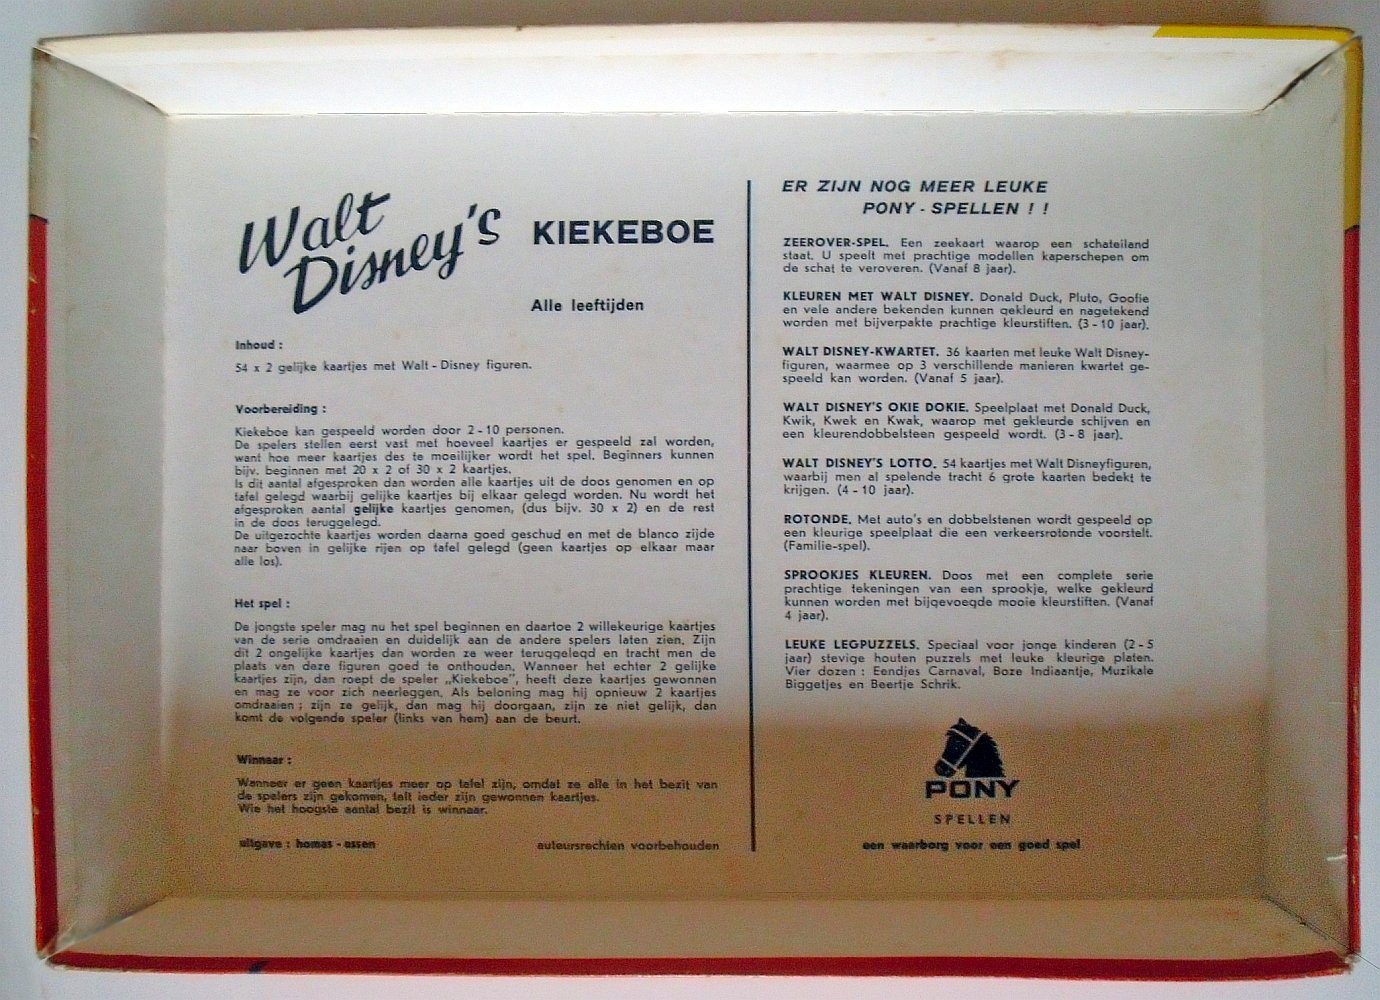 Walt
Disney's
KIEKEBOE
Alle leeftijden
Inhoud :
54 x 2 gelijke kaartjes met Walt - Disney figuren.
Voorbereiding :
Kiekeboe kan gespeeld worden door 2 - 10 personen.
De spelers stellen eerst vast met hoeveel kaartjes er gespeeld zal worden,
want hoe meer kaartjes des te moeilijker wordt het spel. Beginners kunnen
bijv. beginnen met 20 x 2 of 30 x 2 kaartjes.
Is dit aantal afgesproken dan worden alle kaartjes uit de doos genomen en op
tafel gelegd waarbij gelijke kaartjes bij elkaar gelegd worden. Nu wordt het
afgesproken aantal gelijke kaartjes genomen, (dus bijv. 30 x 2) en de rest
in de doos teruggelegd.
De uitgezochte kaartjes worden daarna goed geschud en met de blanco zijde
naar boven in gelijke rijen op tafel gelegd (geen kaartjes op elkaar maar
alle los).
Het spel :
De jongste speler mag nu het spel beginnen en daartoe 2 willekeurige kaartjes
van de serie omdraaien en duidelijk aan de andere spelers laten zien. Zijn
dit 2 ongelijke kaartjes dan worden ze weer teruggelegd en tracht men de
plaats van deze figuren goed te onthouden. Wanneer het echter 2 gelijke
kaartjes zijn, dan roept de speler „Kiekeboe", heeft deze kaartjes gewonnen
en mag ze voor zich neerleggen. Als beloning mag hij opnieuw 2 kaartjes
omdraaien ; zijn ze gelijk, dan mag hij doorgaan, zijn ze niet gelijk, dan
komt de volgende speler (links van hem) aan de beurt.
Winnaar :
Wanneer er geen kaartjes meer op tafel zijn, omdat ze alle in het bezit van
de spelers zijn gekomen, telt ieder zijn gewonnen kaartjes.
Wie het hoogste aantal bezit is winnaar.
uitgave : homas - assen
auteursrechten voorbehouden
ER ZIJN NOG MEER LEUKE
PONY - SPELLEN ! !
ZEEROVER-SPEL. Een zeekaart waarop een schateiland
staat. U speelt met prachtige modellen kaperschepen om
de schat te veroveren. (Vanaf 8 jaar).
KLEUREN MET WALT DISNEY. Donald Duck, Pluto, Goofie
en vele andere bekenden kunnen gekleurd en nagetekend
worden met bijverpakte prachtige kleurstiften. (3 - 10 jaar).
WALT DISNEY-KWARTET. 36 kaarten met leuke Walt Disney-
figuren, waarmee op 3 verschillende manieren kwartet ge-
speeld kan worden. (Vanaf 5 jaar).
WALT DISNEY'S OKIE DOKIE. Speelplaat met Donald Duck,
Kwik, Kwek en Kwak, waarop met gekleurde schijven en
een kleurendobbelsteen gespeeld wordt. (3 - 8 jaar).
WALT DISNEY'S LOTTO. 54 kaartjes met Walt Disneyfiguren,
waarbij men al spelende tracht 6 grote kaarten bedekt te
krijgen. (4 - 10 jaar).
ROTONDE. Met auto's en dobbelstenen wordt gespeeld op
een kleurige speelplaat die een verkeersrotonde voorstelt.
(Familie-spel).
SPROOKJES KLEUREN. Doos met een complete serie
prachtige tekeningen van een sprookje, welke gekleurd
kunnen worden met bijgevoegde mooie kleurstiften. (Vanaf
4 jaar).
LEUKE LEGPUZZELS. Speciaal voor jonge kinderen (2 - 5
jaar) stevige houten puzzels met leuke kleurige platen.
Vier dozen : Eendjes Carnaval, Boze Indiaantje, Muzikale
Biggetjes en Beertje Schrik.
PONY
SPELLEN
een waarborg voor een goed spel